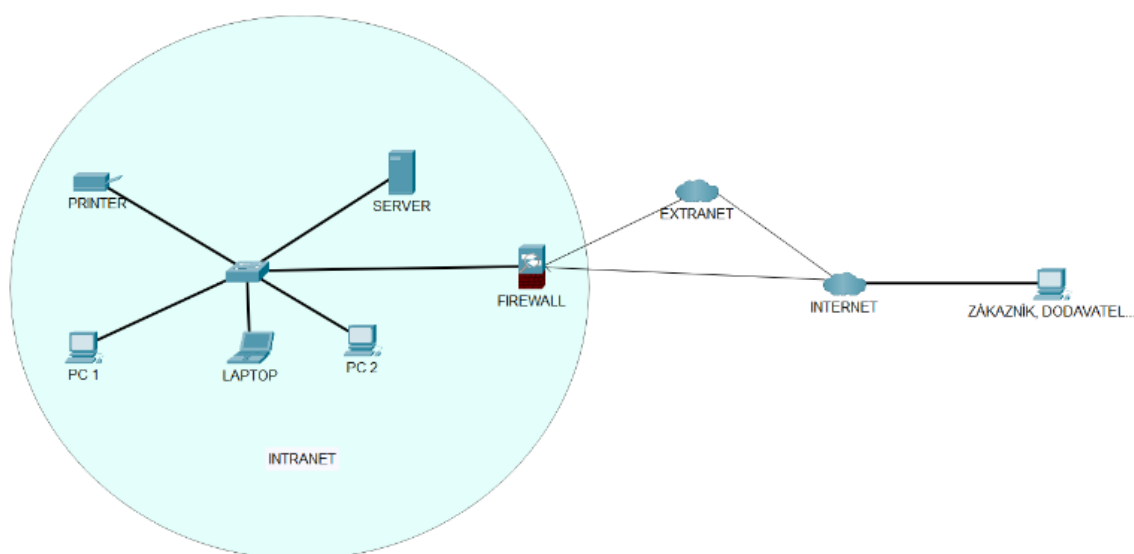 PRINTER
SERVER
EXTRANET
FIREWALL
INTERNET
ZÁKAZNÍK, DODAVATEL...
PC 1
LAPTOP
PC 2
INTRANET